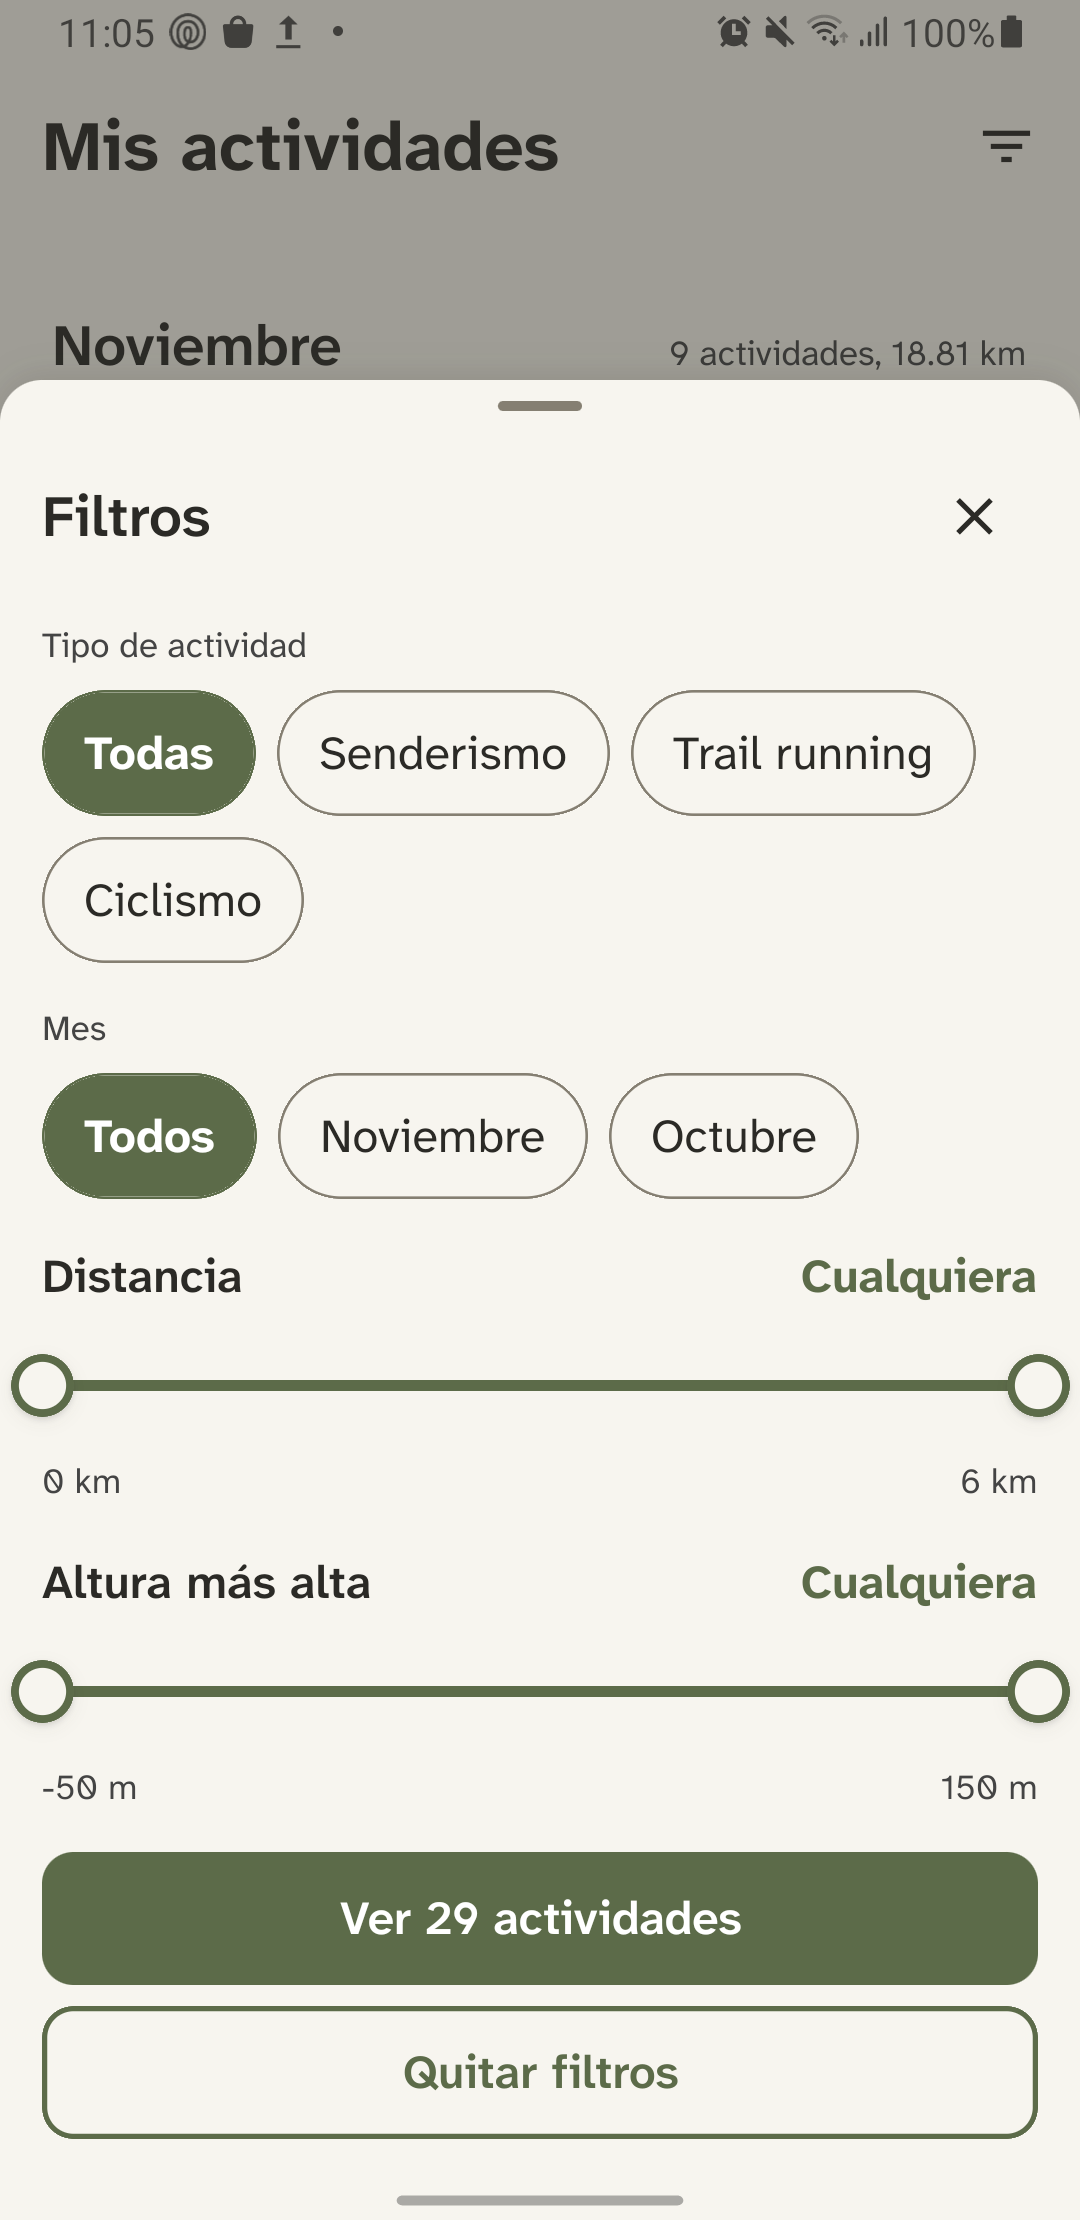 11:05 100%
Mis actividades
Noviembre 9 actividades, 18.81 km
Filtros
Tipo de actividad
Todas Senderismo Trail running
Ciclismo
Mes
Todos Noviembre Octubre
Distancia Cualquiera
0 km 6 km
Altura más alta Cualquiera
-50 m 150 m
Ver 29 actividades
Quitar filtros